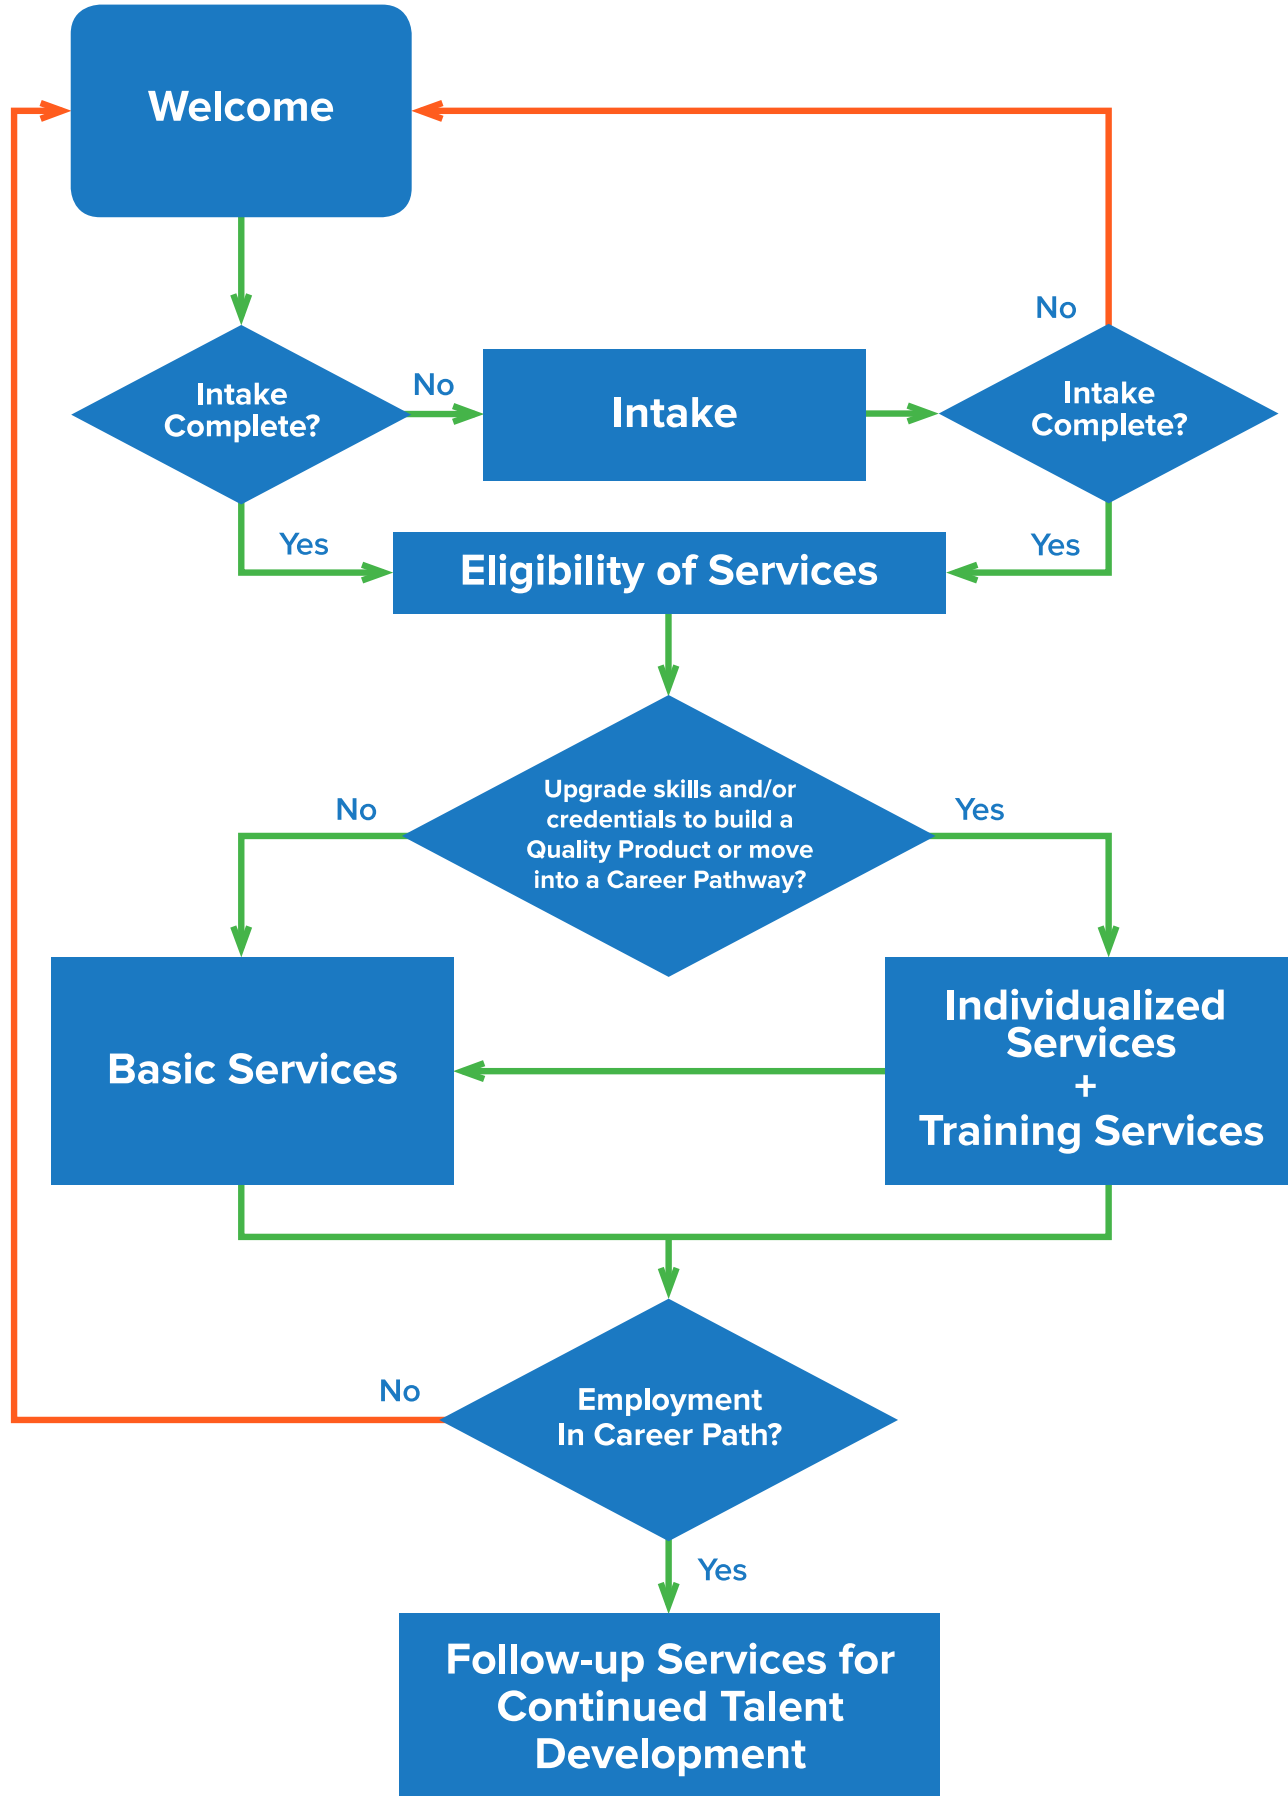 Welcome
No
Intake
Complete?
No
Intake
Intake
Complete?
Yes
Eligibility of Services
Yes
Upgrade skills and/or
credentials to build a
Quality Product or move
into a Career Pathway?
No
Yes
Basic Services
Individualized
Services
+
Training Services
No
Employment
In Career Path?
Yes
Follow-up Services for
Continued Talent
Development